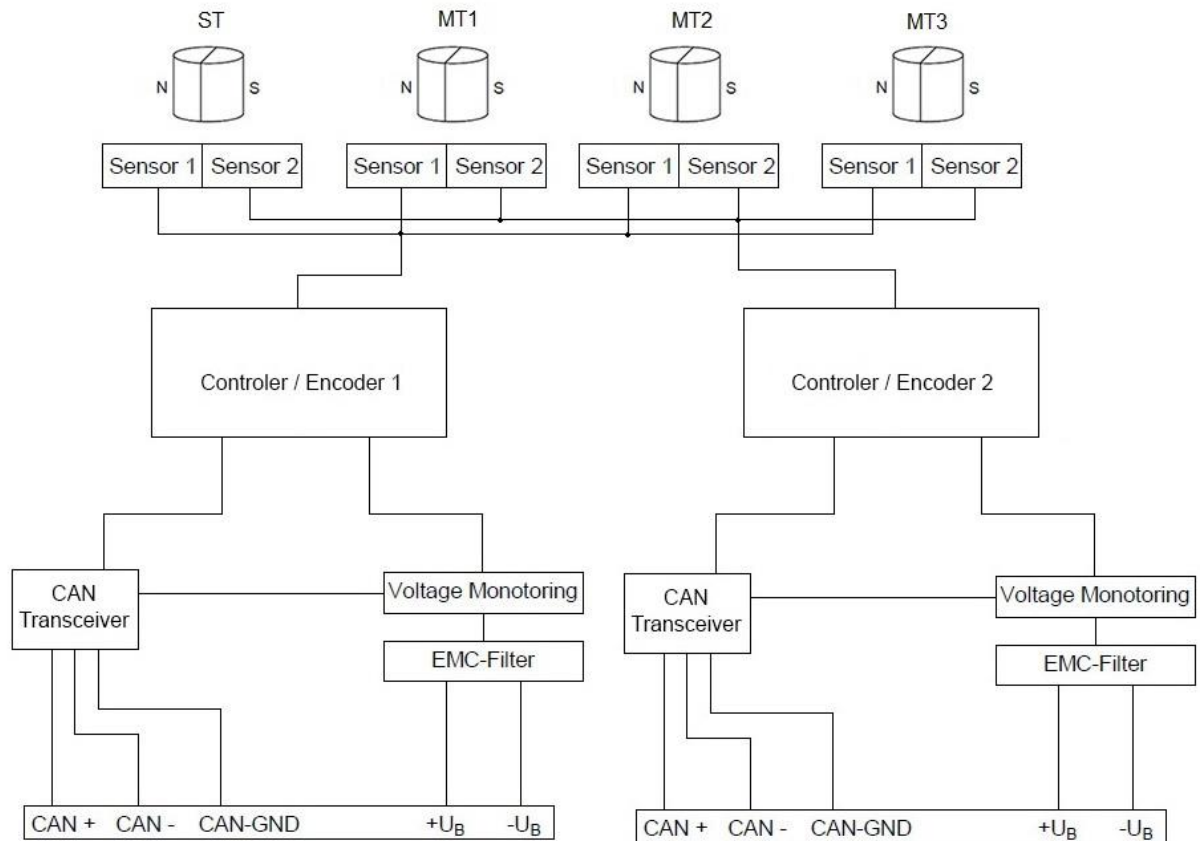 ST MT1 MT2 MT3
N S N S N S N S
Sensor 1 Sensor 2 Sensor 1 Sensor 2 Sensor 1 Sensor 2 Sensor 1 Sensor 2
Controler / Encoder 1 Controler / Encoder 2
CAN
Transceiver
Voltage Monotoring
EMC-Filter
CAN
Transceiver
Voltage Monotoring
EMC-Filter
CAN + CAN - CAN-GND +UB -UB
CAN + CAN - CAN-GND +UB -UB